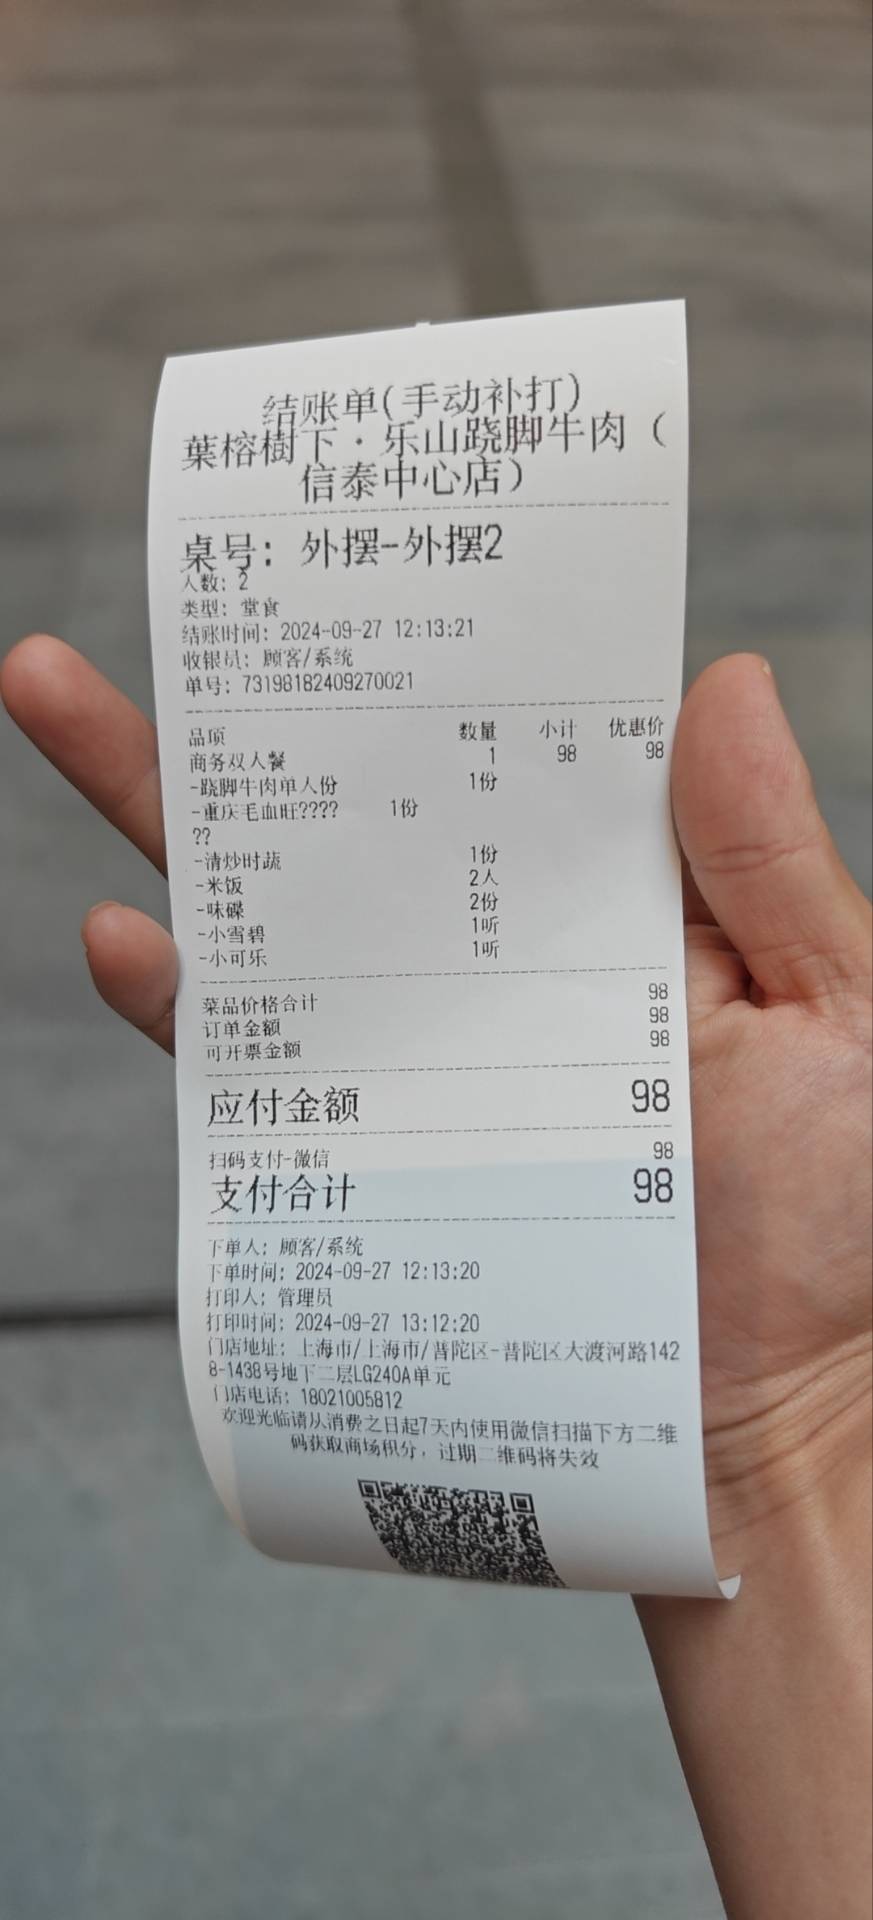 结账单(手动补打)
葉榕樹下·乐山跷脚牛肉（
信泰中心店）
桌号: 外摆-外摆2
人数: 2
类型: 堂食
结账时间: 2024-09-27 12:13:21
收银员: 顾客/系统
单号: 73198182409270021
品项 数量 小计 优惠价
商务双人餐 1 98 98
-跷脚牛肉单人份 1份
-重庆毛血旺???? 1份
??
-清炒时蔬 1份
-米饭 2人
-味碟 2份
-小雪碧 1听
-小可乐 1听
菜品价格合计 98
订单金额 98
可开票金额 98
应付金额 98
扫码支付-微信 98
支付合计 98
下单人: 顾客/系统
下单时间: 2024-09-27 12:13:20
打印人: 管理员
打印时间: 2024-09-27 13:12:20
门店地址: 上海市/上海市/普陀区-普陀区大渡河路142
8-1438号地下二层LG240A单元
门店电话: 18021005812
欢迎光临请从消费之日起7天内使用微信扫描下方二维
码获取商场积分，过期二维码将失效